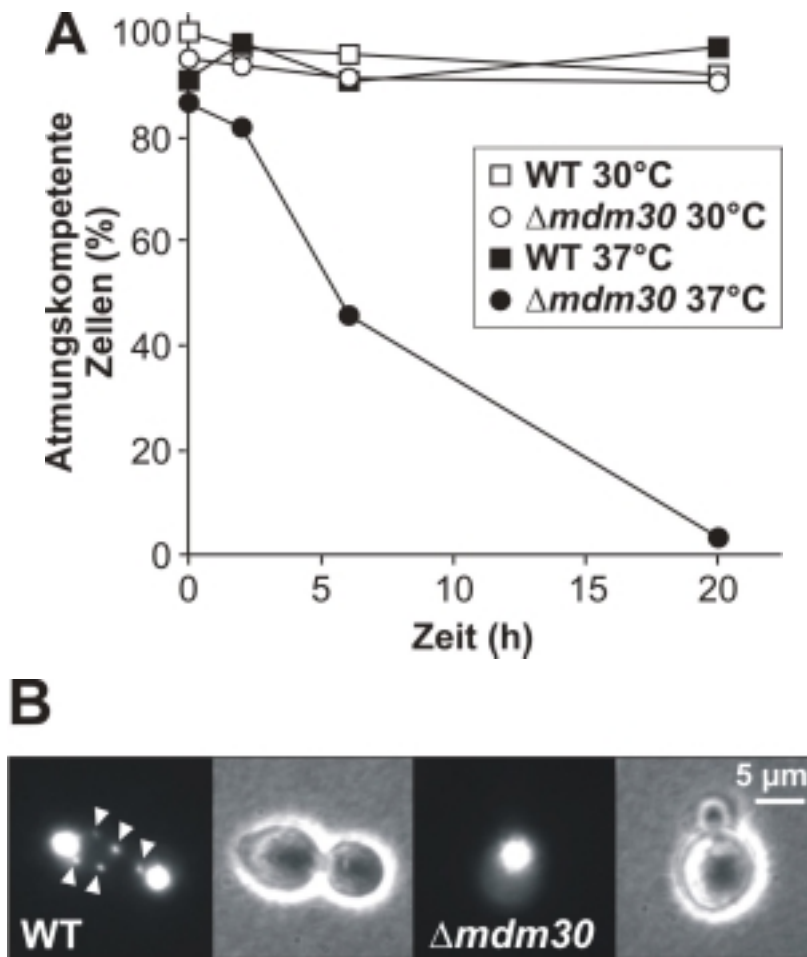 A
Atmungskompetente
Zellen (%)
100
80
60
40
20
0
0 5 10 15 20
Zeit (h)
WT 30°C
Δmdm30 30°C
WT 37°C
Δmdm30 37°C
B
5 µm
WT
Δmdm30